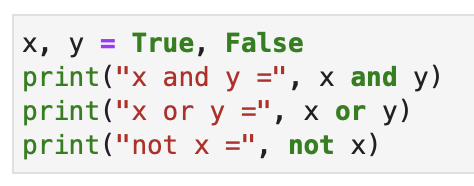 x, y = True, False
print("x and y =", x and y)
print("x or y =", x or y)
print("not x =", not x)